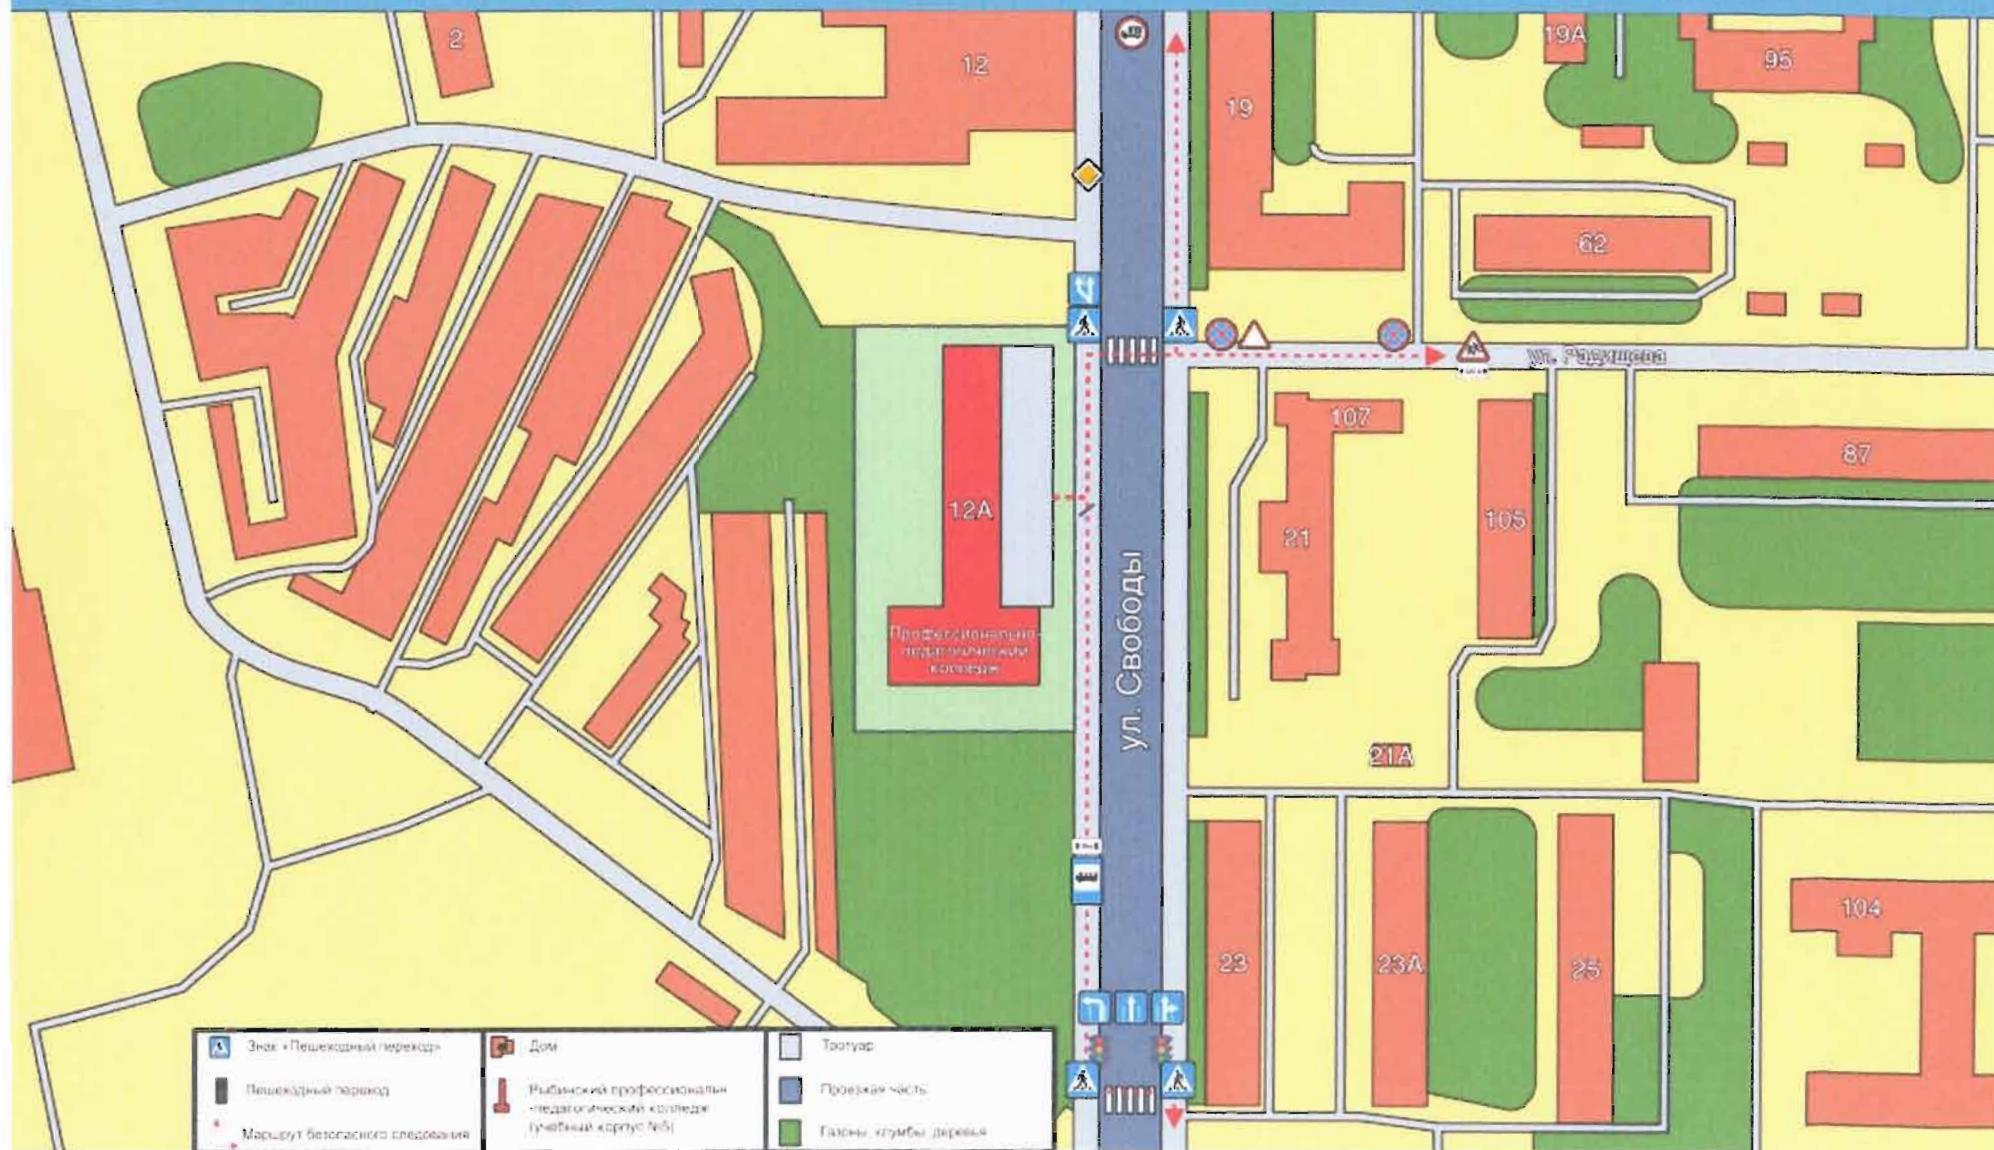 2
12
19
19А
95
62
ул. Радищева
107
87
12А
21
105
ул. Свободы
Профессионально-
педагогический
колледж
21А
23
23А
25
104
Знак «Пешеходный переход»
Пешеходный переход
Маршрут безопасного следования
Дом
Рыбинский профессиональн
-педагогический колледж
(учебный корпус №5)
Тротуар
Проезжая часть
Газоны, клумбы, деревья